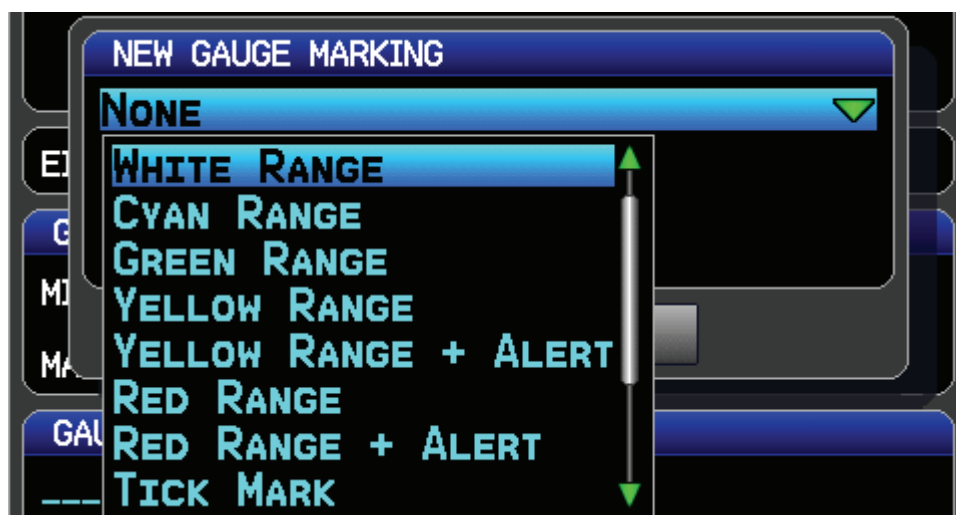 NEW GAUGE MARKING
NONE
WHITE RANGE
CYAN RANGE
GREEN RANGE
YELLOW RANGE
YELLOW RANGE + ALERT
RED RANGE
RED RANGE + ALERT
TICK MARK